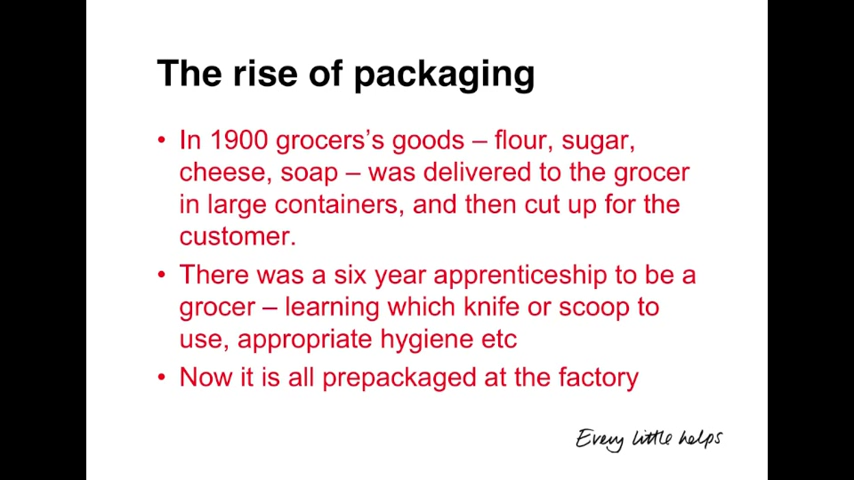 The rise of packaging
• In 1900 grocers's goods – flour, sugar,
cheese, soap – was delivered to the grocer
in large containers, and then cut up for the
customer.
• There was a six year apprenticeship to be a
grocer – learning which knife or scoop to
use, appropriate hygiene etc
• Now it is all prepackaged at the factory
Every little helps